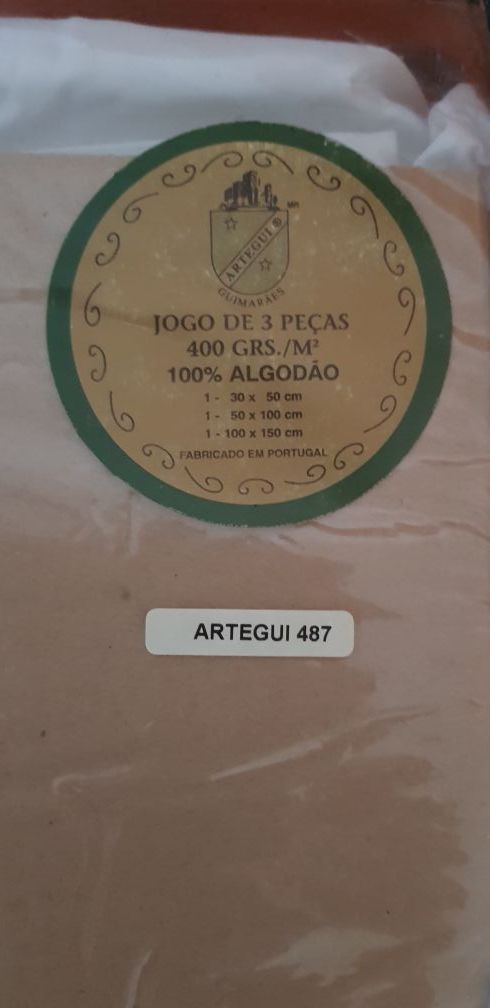 MR
ARTEGUI ®
GUIMARÃES
JOGO DE 3 PEÇAS
400 GRS./M²
100% ALGODÃO
1 - 30 x 50 cm
1 - 50 x 100 cm
1 - 100 x 150 cm
FABRICADO EM PORTUGAL
ARTEGUI 487